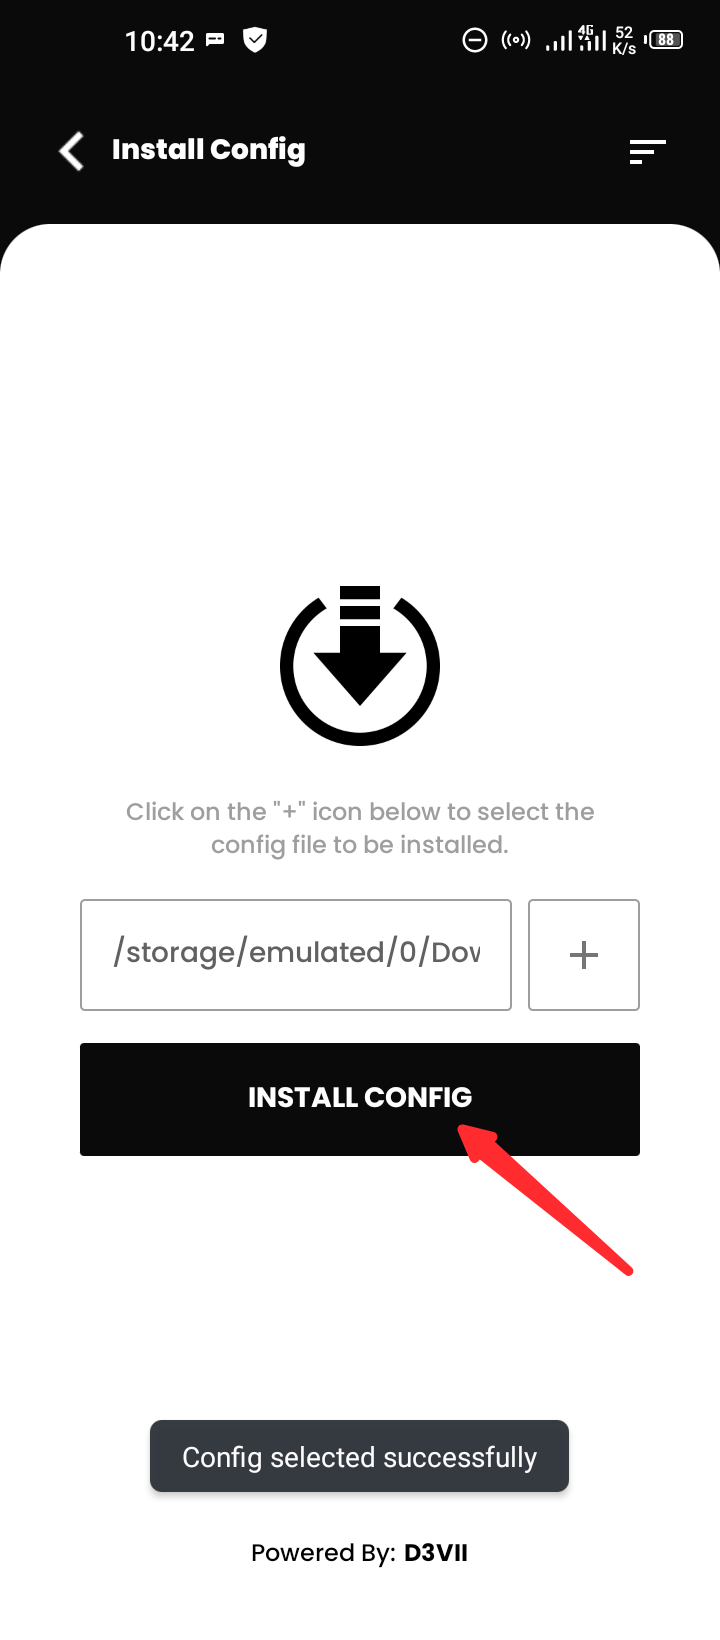 10:42
4G
52
K/s
88
Install Config
Click on the "+" icon below to select the
config file to be installed.
/storage/emulated/0/Dow
INSTALL CONFIG
Config selected successfully
Powered By: D3VII